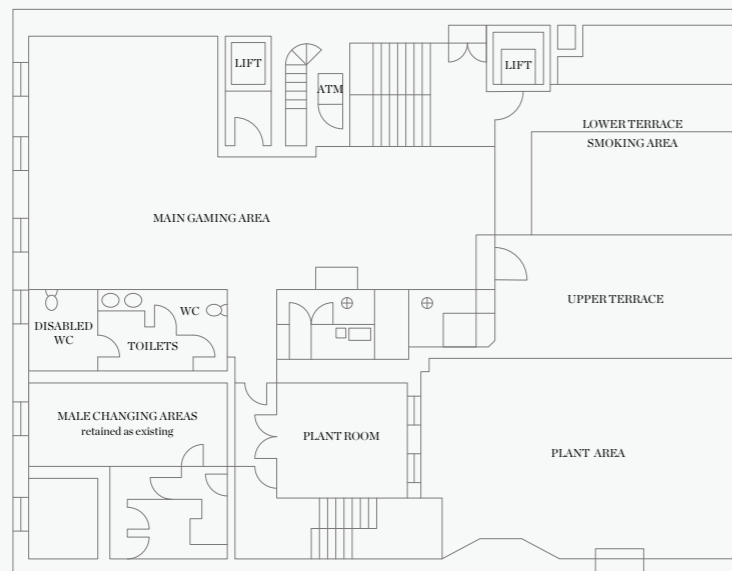 LIFT
ATM
LIFT
LOWER TERRACE
SMOKING AREA
MAIN GAMING AREA
UPPER TERRACE
DISABLED
WC
WC
TOILETS
MALE CHANGING AREAS
retained as existing
PLANT ROOM
PLANT AREA